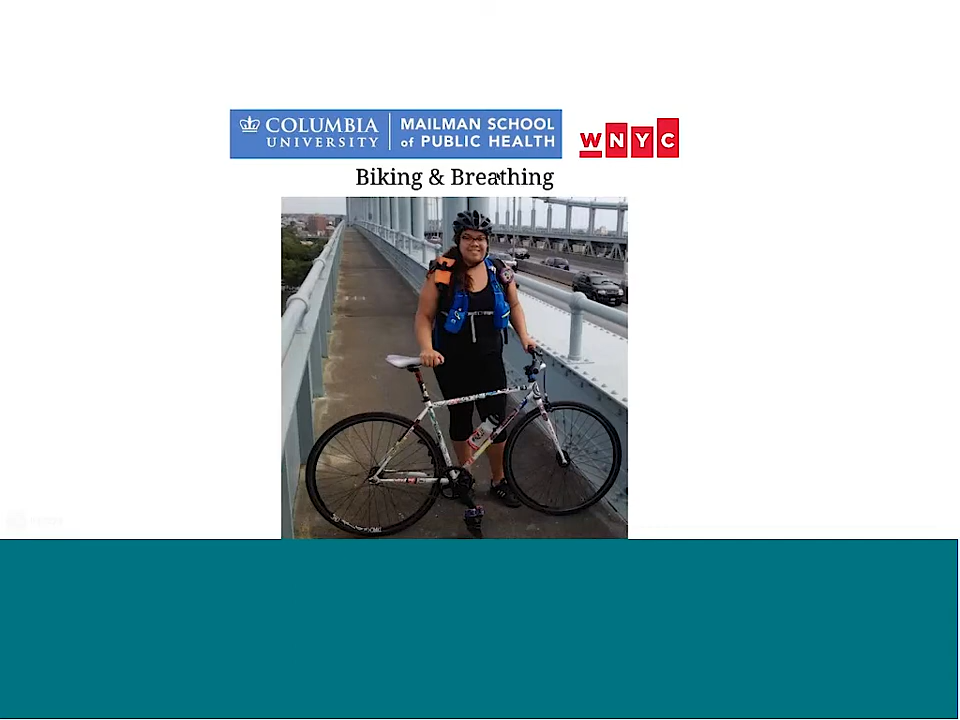 COLUMBIA UNIVERSITY
MAILMAN SCHOOL of PUBLIC HEALTH
WNYC
Biking & Breathing